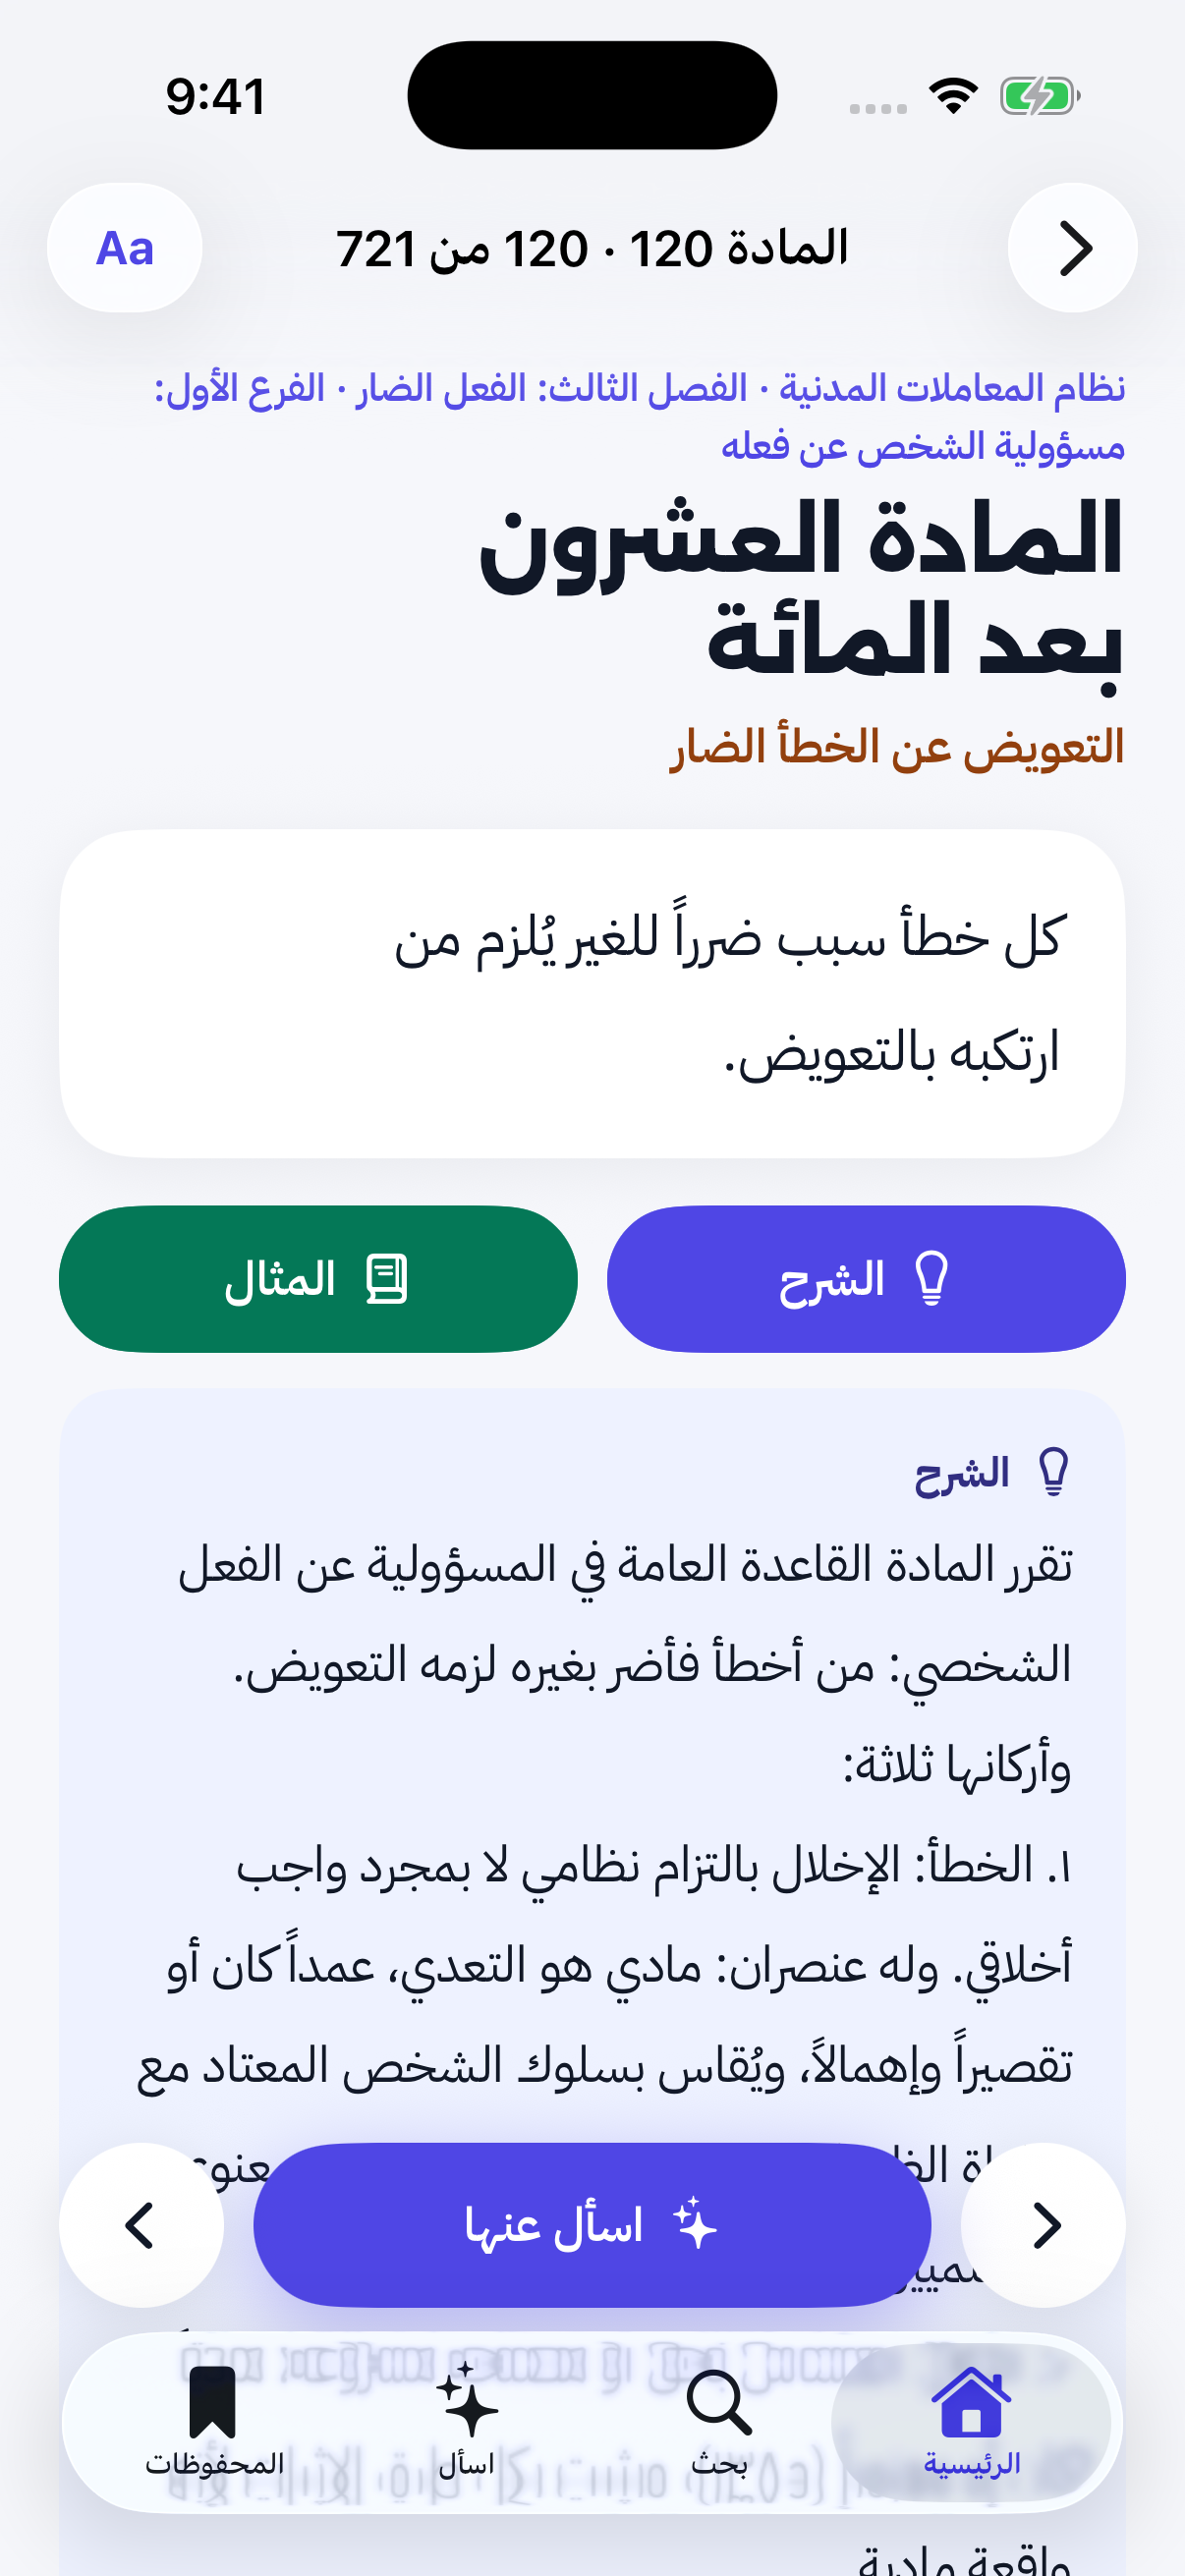 9:41
Aa
المادة 120 · 120 من 721
نظام المعاملات المدنية · الفصل الثالث: الفعل الضار · الفرع الأول:
مسؤولية الشخص عن فعله
المادة العشرون
بعد المائة
التعويض عن الخطأ الضار
كل خطأ سبب ضرراً للغير يُلزم من
ارتكبه بالتعويض.
الشرح
المثال
الشرح
تقرر المادة القاعدة العامة في المسؤولية عن الفعل
الشخصي: من أخطأ فأضر بغيره لزمه التعويض.
وأركانها ثلاثة:
١. الخطأ: الإخلال بالتزام نظامي لا بمجرد واجب
أخلاقي. وله عنصران: مادي هو التعدي، عمداً كان أو
تقصيراً وإهمالاً، ويُقاس بسلوك الشخص المعتاد مع
اسأل عنها
الرئيسية
بحث
اسأل
المحفوظات
واقعة مادية